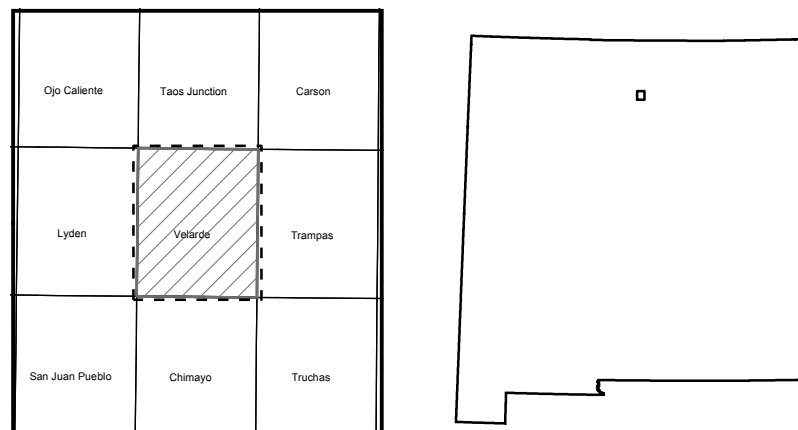 Ojo Caliente
Taos Junction
Carson
Lyden
Velarde
Trampas
San Juan Pueblo
Chimayo
Truchas